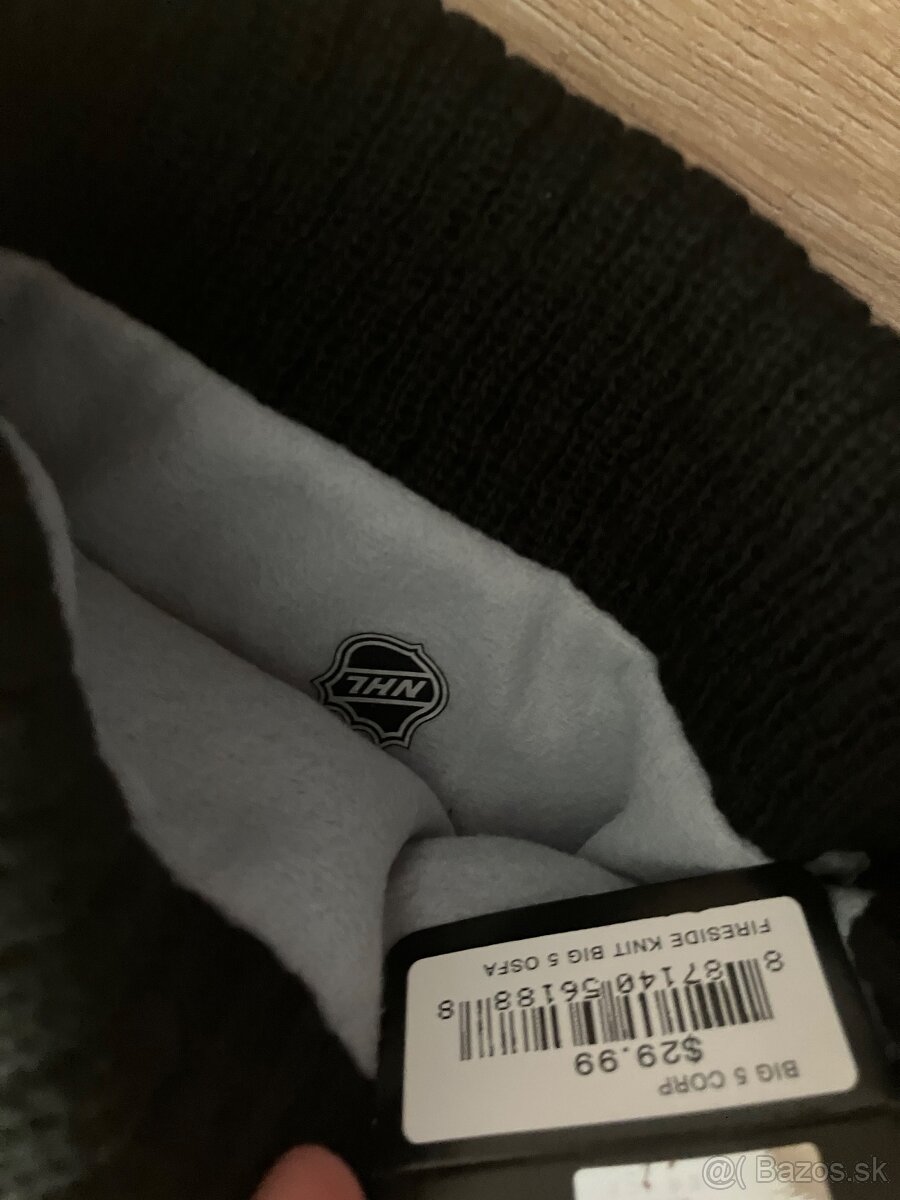 NHL
BIG 5 CORP
$29.99
8 87140 56188 8
FIRESIDE KNIT BIG 5 OSFA
@( Bazos.sk